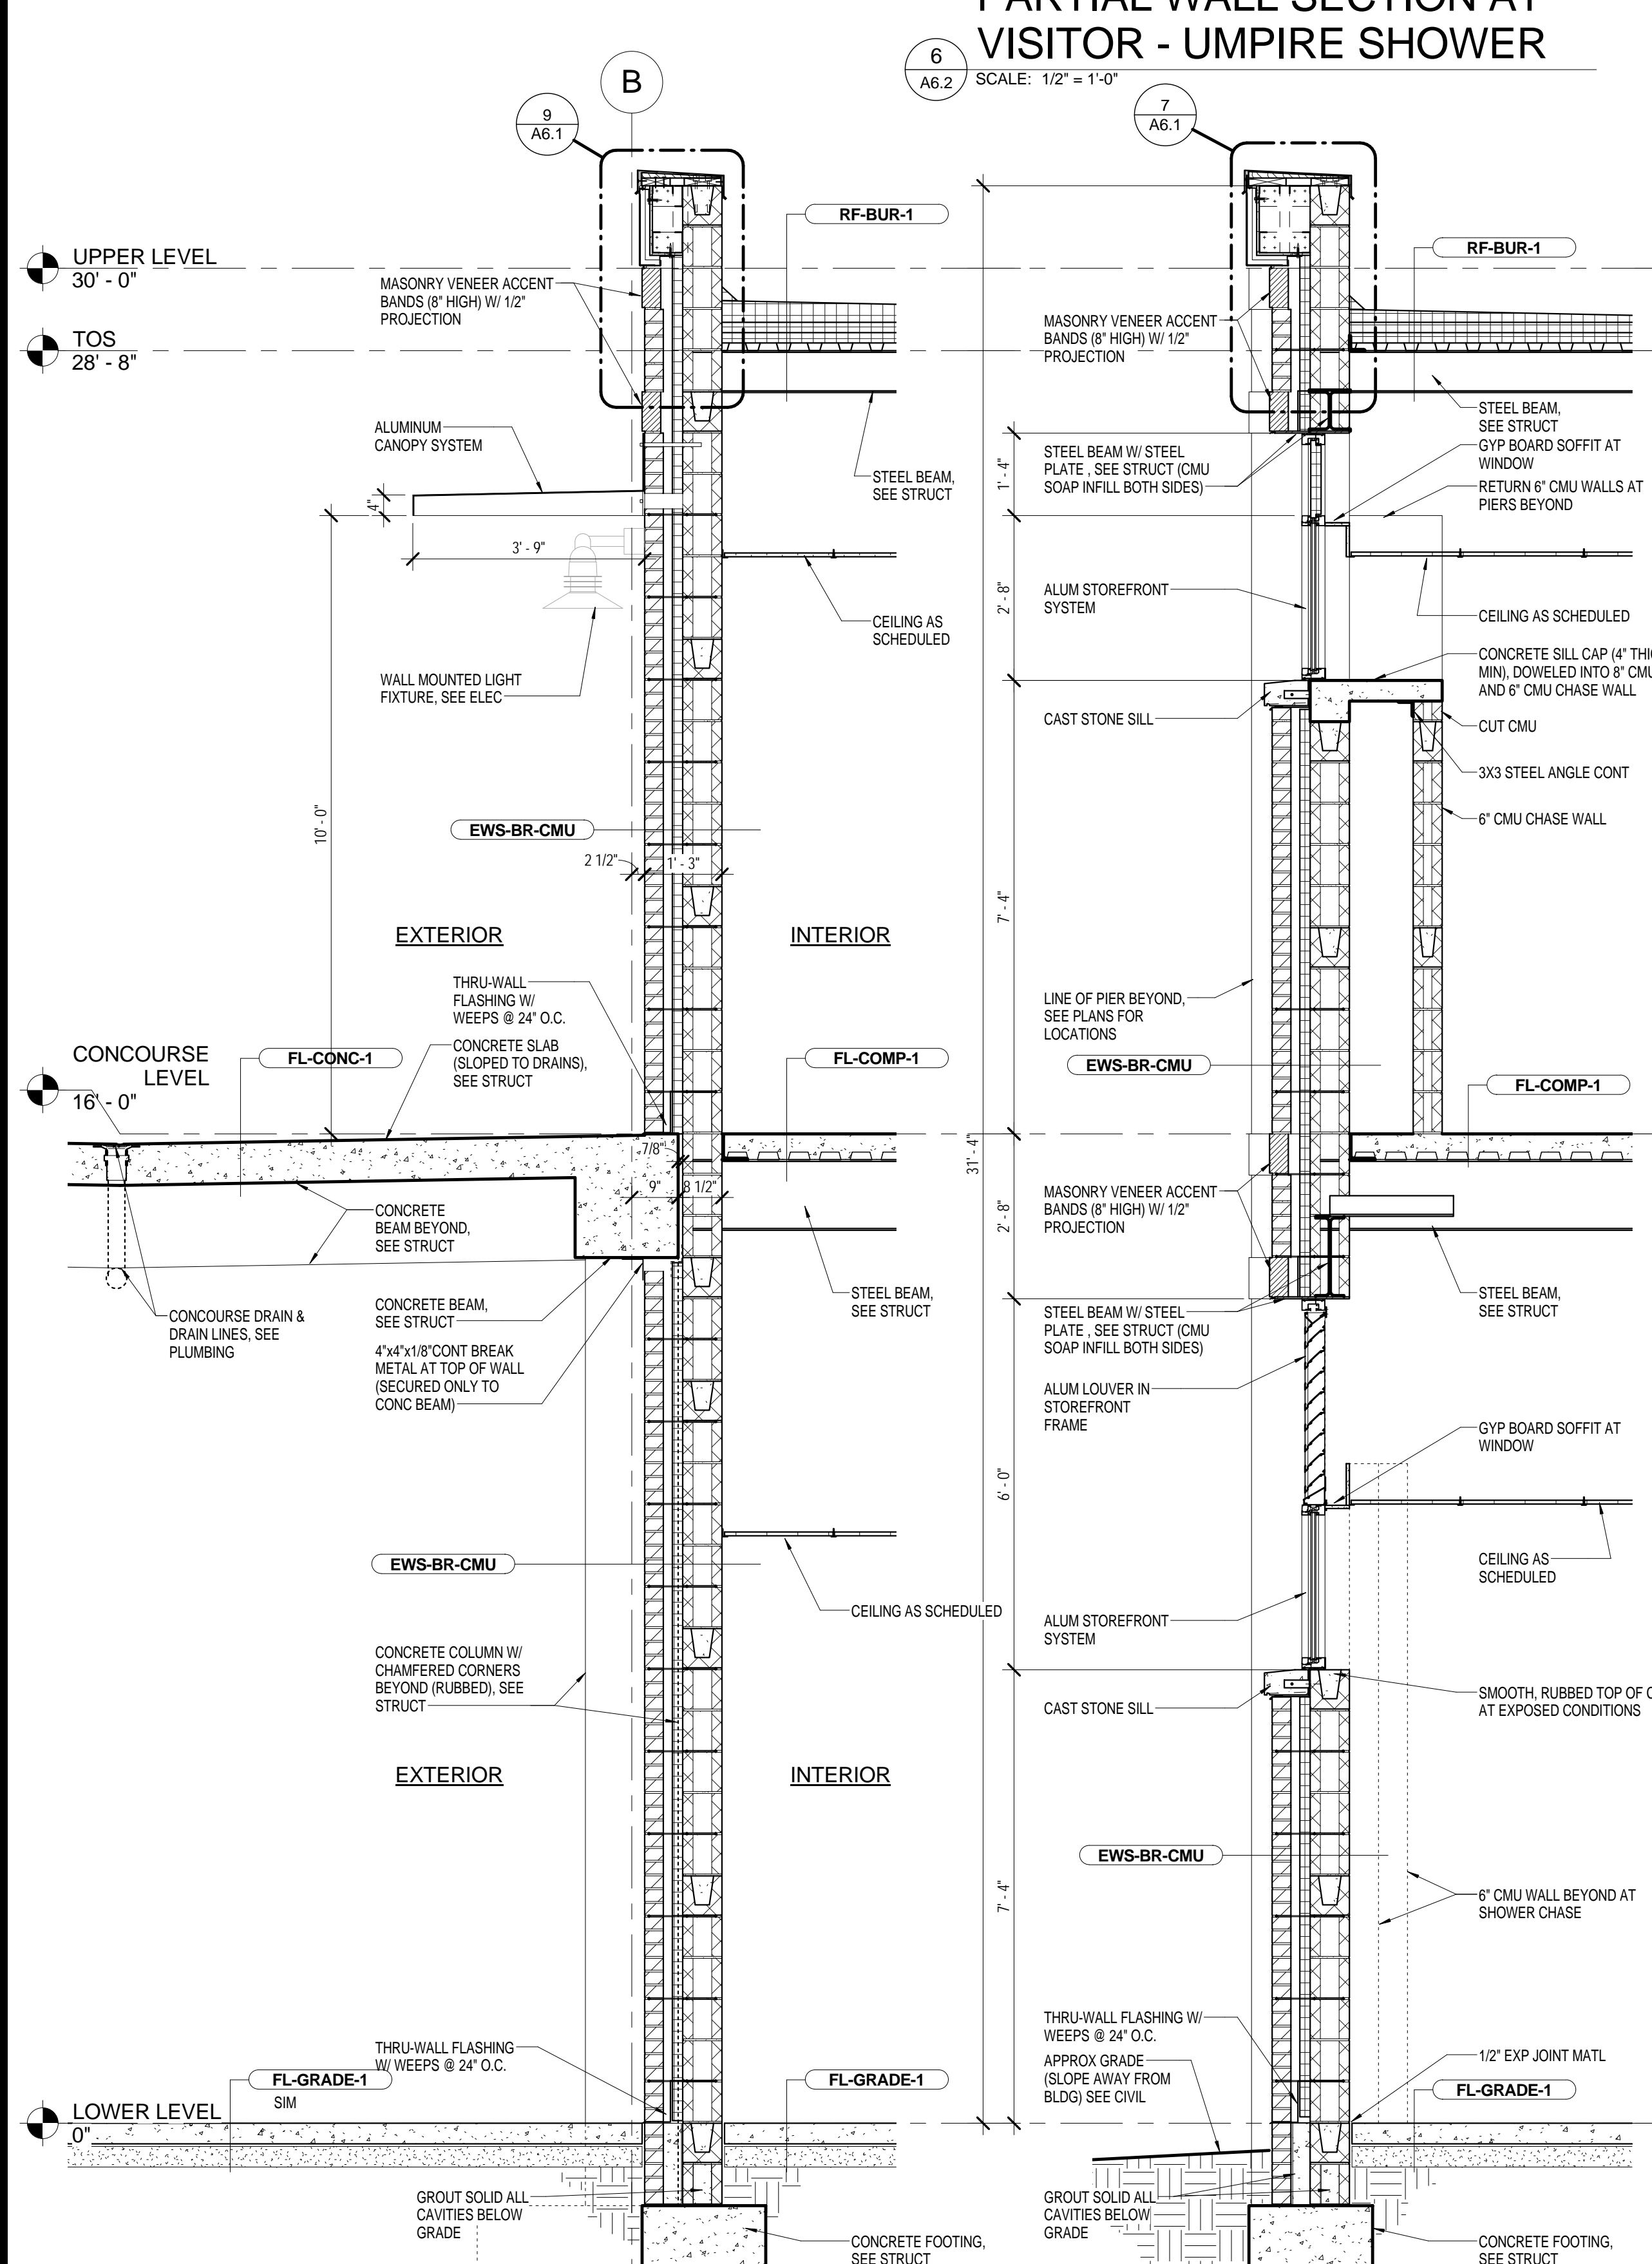 PARTIAL WALL SECTION AT
VISITOR - UMPIRE SHOWER
6
A6.2
SCALE: 1/2" = 1'-0"
B
9
A6.1
7
A6.1
UPPER LEVEL
30' - 0"
TOS
28' - 8"
CONCOURSE
LEVEL
16' - 0"
LOWER LEVEL
0"
RF-BUR-1
MASONRY VENEER ACCENT
BANDS (8" HIGH) W/ 1/2"
PROJECTION
ALUMINUM
CANOPY SYSTEM
STEEL BEAM,
SEE STRUCT
4"
3' - 9"
WALL MOUNTED LIGHT
FIXTURE, SEE ELEC
CEILING AS
SCHEDULED
10' - 0"
EWS-BR-CMU
2 1/2"
1' - 3"
EXTERIOR
INTERIOR
THRU-WALL
FLASHING W/
WEEPS @ 24" O.C.
FL-CONC-1
CONCRETE SLAB
(SLOPED TO DRAINS),
SEE STRUCT
FL-COMP-1
7/8"
9"
8 1/2"
CONCRETE
BEAM BEYOND,
SEE STRUCT
CONCOURSE DRAIN &
DRAIN LINES, SEE
PLUMBING
CONCRETE BEAM,
SEE STRUCT
STEEL BEAM,
SEE STRUCT
4"x4"x1/8"CONT BREAK
METAL AT TOP OF WALL
(SECURED ONLY TO
CONC BEAM)
EWS-BR-CMU
CEILING AS SCHEDULED
CONCRETE COLUMN W/
CHAMFERED CORNERS
BEYOND (RUBBED), SEE
STRUCT
EXTERIOR
INTERIOR
THRU-WALL FLASHING
W/ WEEPS @ 24" O.C.
FL-GRADE-1
SIM
FL-GRADE-1
GROUT SOLID ALL
CAVITIES BELOW
GRADE
CONCRETE FOOTING,
SEE STRUCT
RF-BUR-1
MASONRY VENEER ACCENT
BANDS (8" HIGH) W/ 1/2"
PROJECTION
STEEL BEAM,
SEE STRUCT
STEEL BEAM W/ STEEL
PLATE , SEE STRUCT (CMU
SOAP INFILL BOTH SIDES)
GYP BOARD SOFFIT AT
WINDOW
RETURN 6" CMU WALLS AT
PIERS BEYOND
1' - 4"
2' - 8"
ALUM STOREFRONT
SYSTEM
CEILING AS SCHEDULED
CONCRETE SILL CAP (4"
MIN), DOWELED INTO 8"
AND 6" CMU CHASE WALL
CAST STONE SILL
CUT CMU
3X3 STEEL ANGLE CONT
6" CMU CHASE WALL
7' - 4"
LINE OF PIER BEYOND,
SEE PLANS FOR
LOCATIONS
EWS-BR-CMU
FL-COMP-1
31' - 4"
MASONRY VENEER ACCENT
BANDS (8" HIGH) W/ 1/2"
PROJECTION
2' - 8"
STEEL BEAM,
SEE STRUCT
STEEL BEAM W/ STEEL
PLATE , SEE STRUCT (CMU
SOAP INFILL BOTH SIDES)
ALUM LOUVER IN
STOREFRONT
FRAME
GYP BOARD SOFFIT AT
WINDOW
6' - 0"
CEILING AS
SCHEDULED
ALUM STOREFRONT
SYSTEM
CAST STONE SILL
SMOOTH, RUBBED TOP OF
AT EXPOSED CONDITIONS
EWS-BR-CMU
7' - 4"
6" CMU WALL BEYOND AT
SHOWER CHASE
THRU-WALL FLASHING W/
WEEPS @ 24" O.C.
APPROX GRADE
(SLOPE AWAY FROM
BLDG) SEE CIVIL
1/2" EXP JOINT MATL
FL-GRADE-1
GROUT SOLID ALL
CAVITIES BELOW
GRADE
CONCRETE FOOTING,
SEE STRUCT